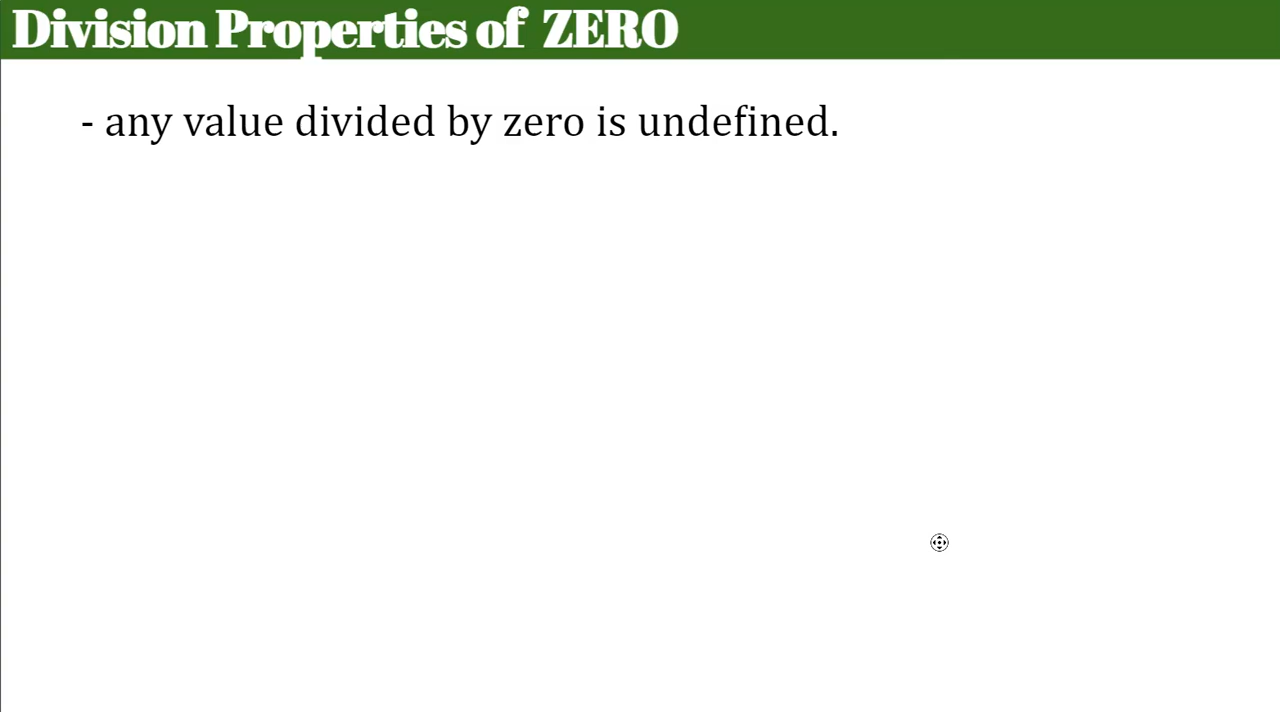 Division Properties of ZERO
- any value divided by zero is undefined.